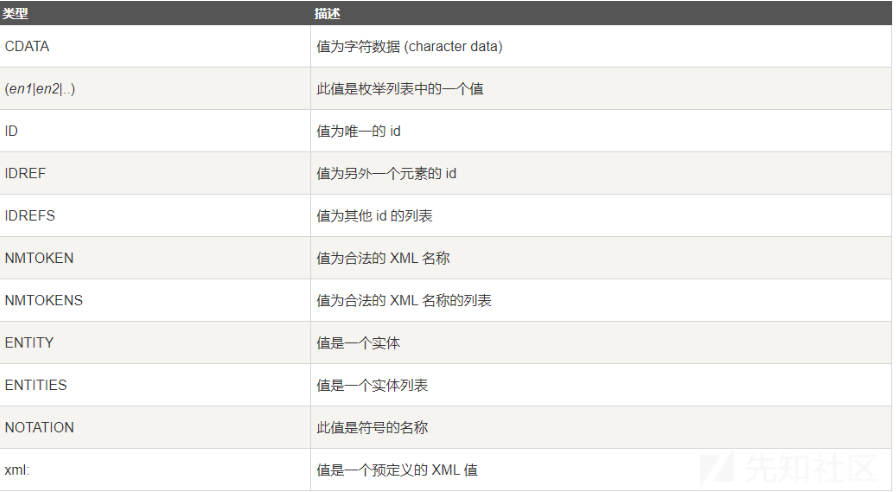 类型 描述
CDATA 值为字符数据 (character data)
(en1|en2|..) 此值是枚举列表中的一个值
ID 值为唯一的 id
IDREF 值为另外一个元素的 id
IDREFS 值为其他 id 的列表
NMTOKEN 值为合法的 XML 名称
NMTOKENS 值为合法的 XML 名称的列表
ENTITY 值是一个实体
ENTITIES 值是一个实体列表
NOTATION 此值是符号的名称
xml: 值是一个预定义的 XML 值
先知社区